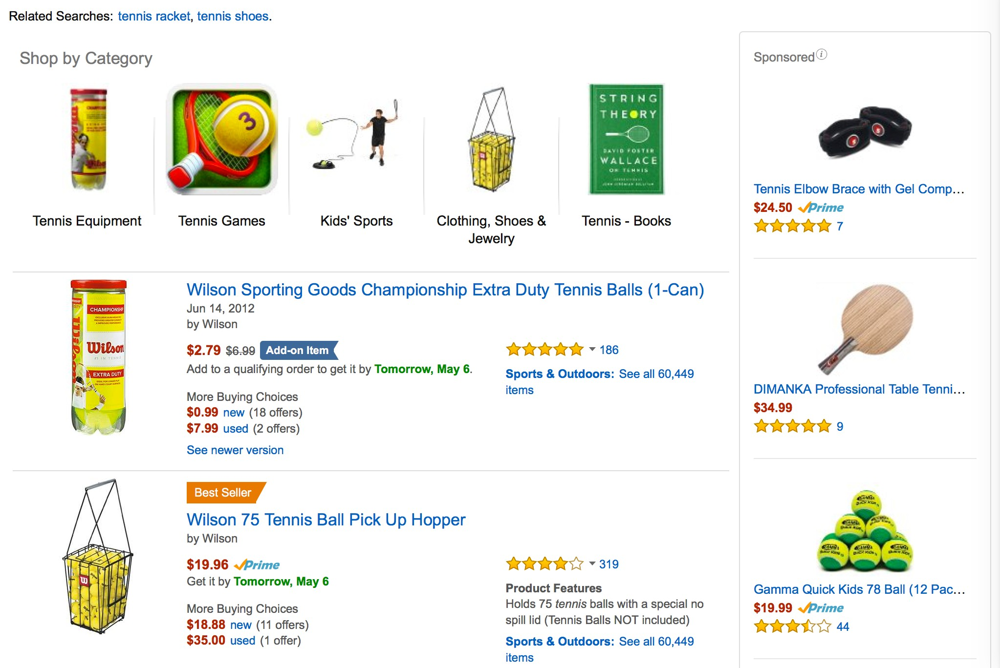 Related Searches: tennis racket, tennis shoes.
Shop by Category
3
STRING
THEORY
DAVID FOSTER
WALLACE
ON TENNIS
Tennis Equipment
Tennis Games
Kids' Sports
Clothing, Shoes &
Jewelry
Tennis - Books
CHAMPIONSHIP
Wilson
#1 IN TENNIS
EXTRA DUTY
Wilson Sporting Goods Championship Extra Duty Tennis Balls (1-Can)
Jun 14, 2012
by Wilson
$2.79 $6.99 Add-on Item
Add to a qualifying order to get it by Tomorrow, May 6.
More Buying Choices
$0.99 new (18 offers)
$7.99 used (2 offers)
See newer version
186
Sports & Outdoors: See all 60,449
items
Best Seller
Wilson 75 Tennis Ball Pick Up Hopper
by Wilson
$19.96 Prime
Get it by Tomorrow, May 6
More Buying Choices
$18.88 new (11 offers)
$35.00 used (1 offer)
319
Product Features
Holds 75 tennis balls with a special no
spill lid (Tennis Balls NOT included)
Sports & Outdoors: See all 60,449
items
Sponsored
Tennis Elbow Brace with Gel Comp...
$24.50 Prime
7
DIMANKA Professional Table Tenni...
$34.99
9
Gamma Quick Kids 78 Ball (12 Pac...
$19.99 Prime
44